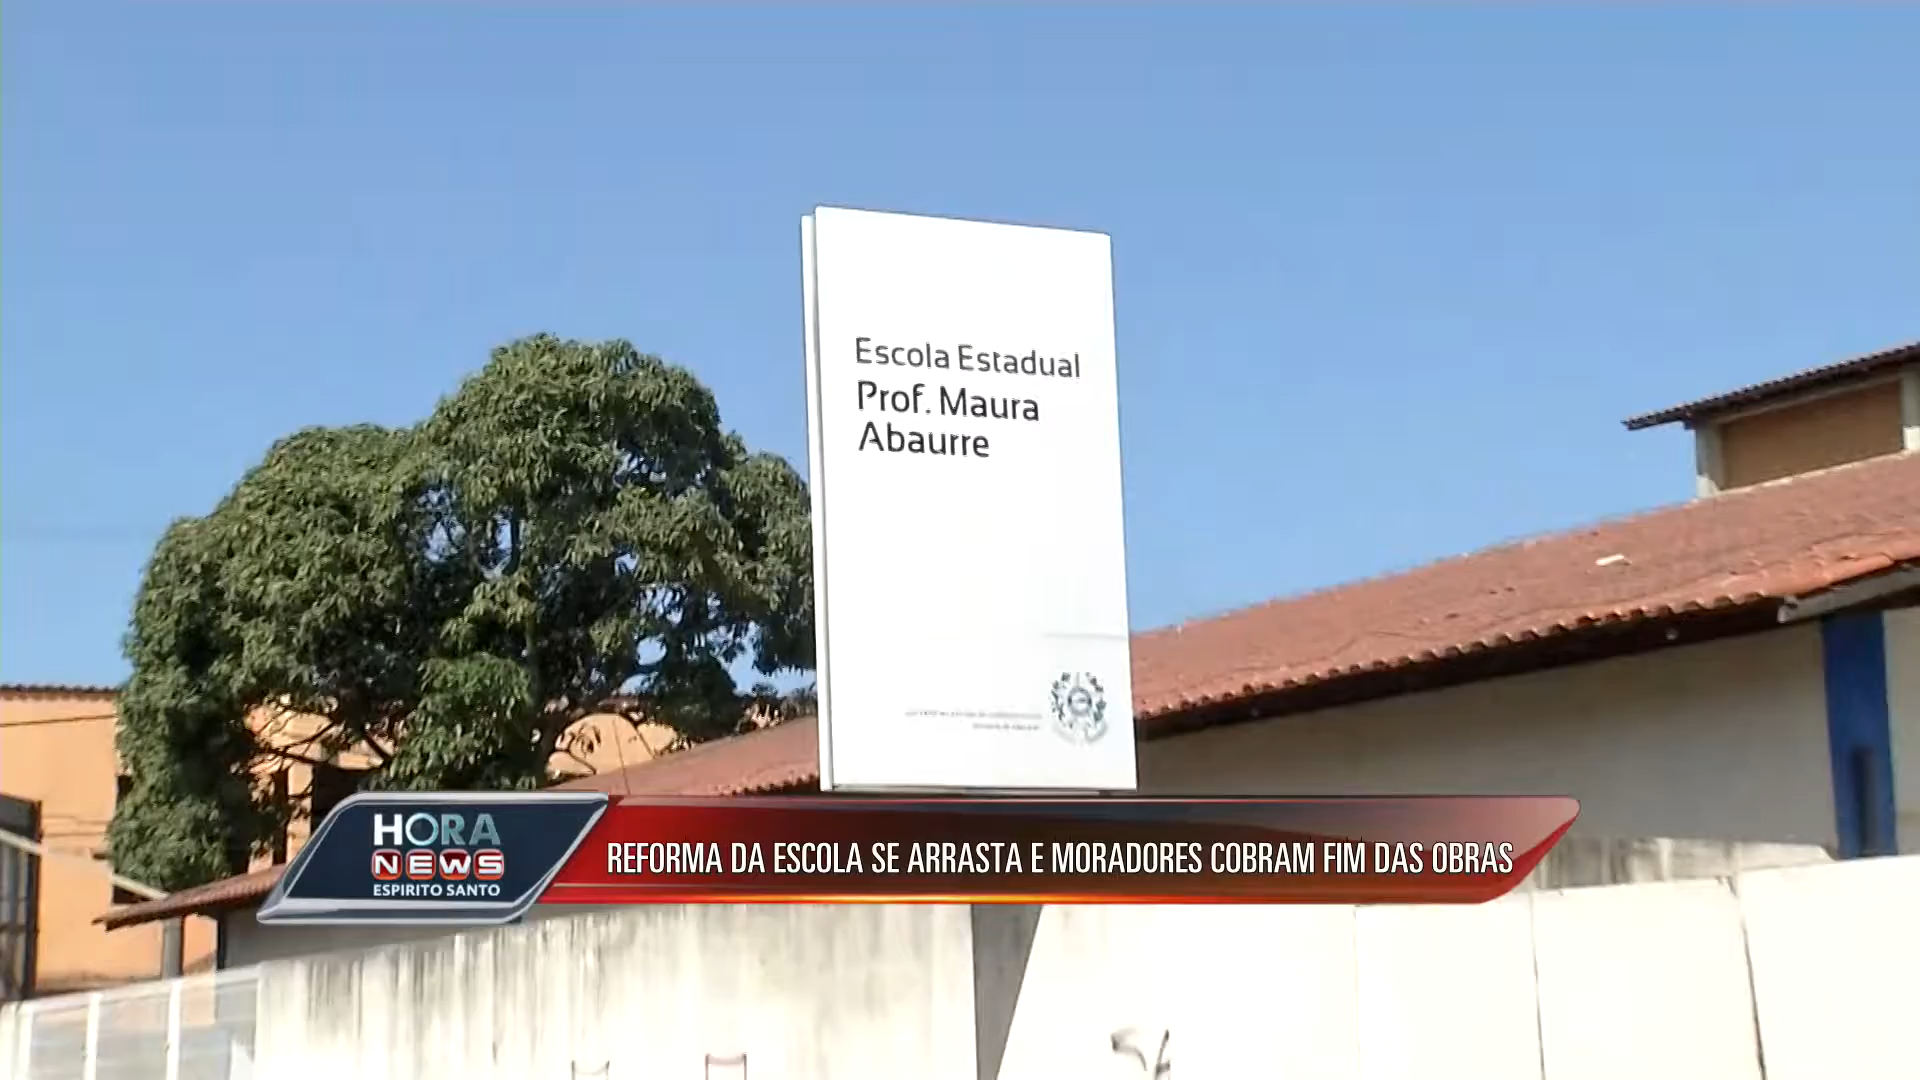 Escola Estadual
Prof. Maura
Abaurre
HORA
NEWS
ESPIRITO SANTO
REFORMA DA ESCOLA SE ARRASTA E MORADORES COBRAM FIM DAS OBRAS